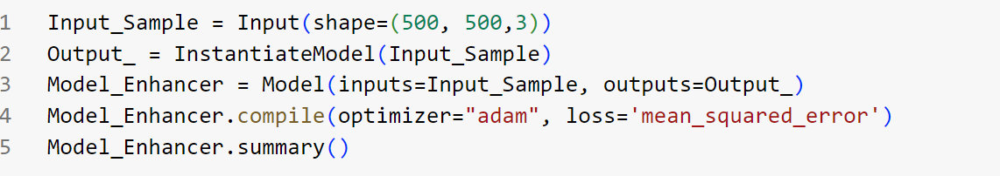 1 Input_Sample = Input(shape=(500, 500,3))
2 Output_ = InstantiateModel(Input_Sample)
3 Model_Enhancer = Model(inputs=Input_Sample, outputs=Output_)
4 Model_Enhancer.compile(optimizer="adam", loss='mean_squared_error')
5 Model_Enhancer.summary()